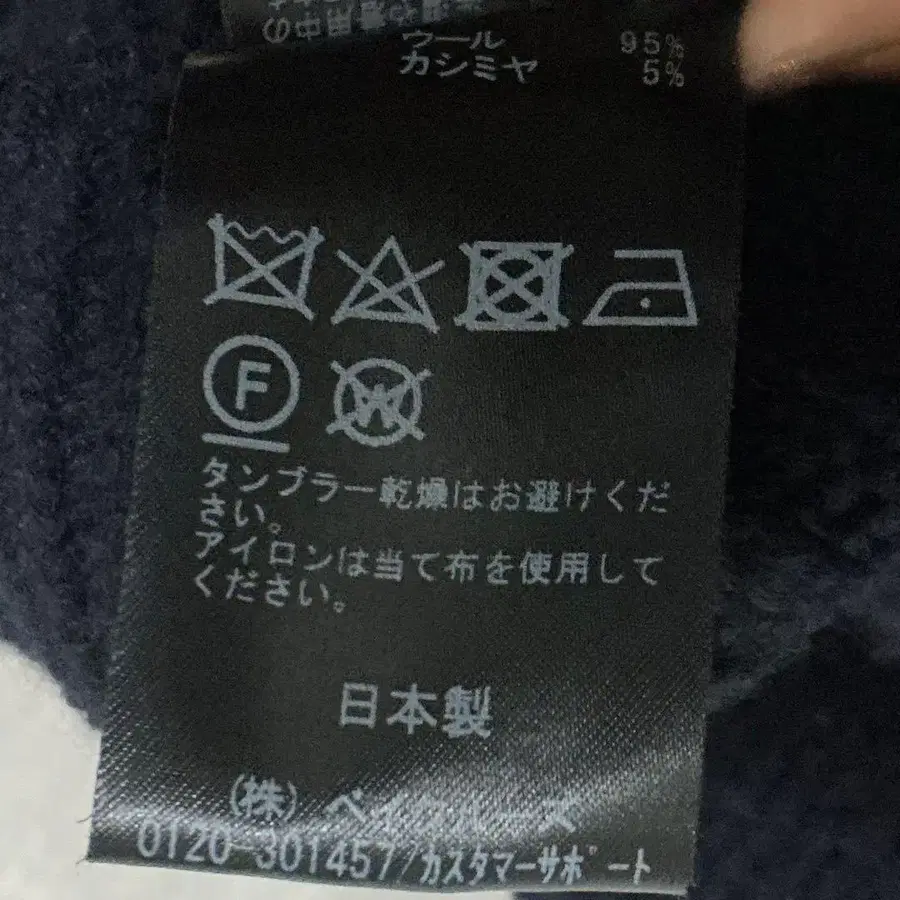 ウール 95%
カシミヤ 5%
F
W
タンブラー乾燥はお避けくだ
さい。
アイロンは当て布を使用して
ください。
日本製
(株)ベイクルーズ
0120-301457/カスタマーサポート